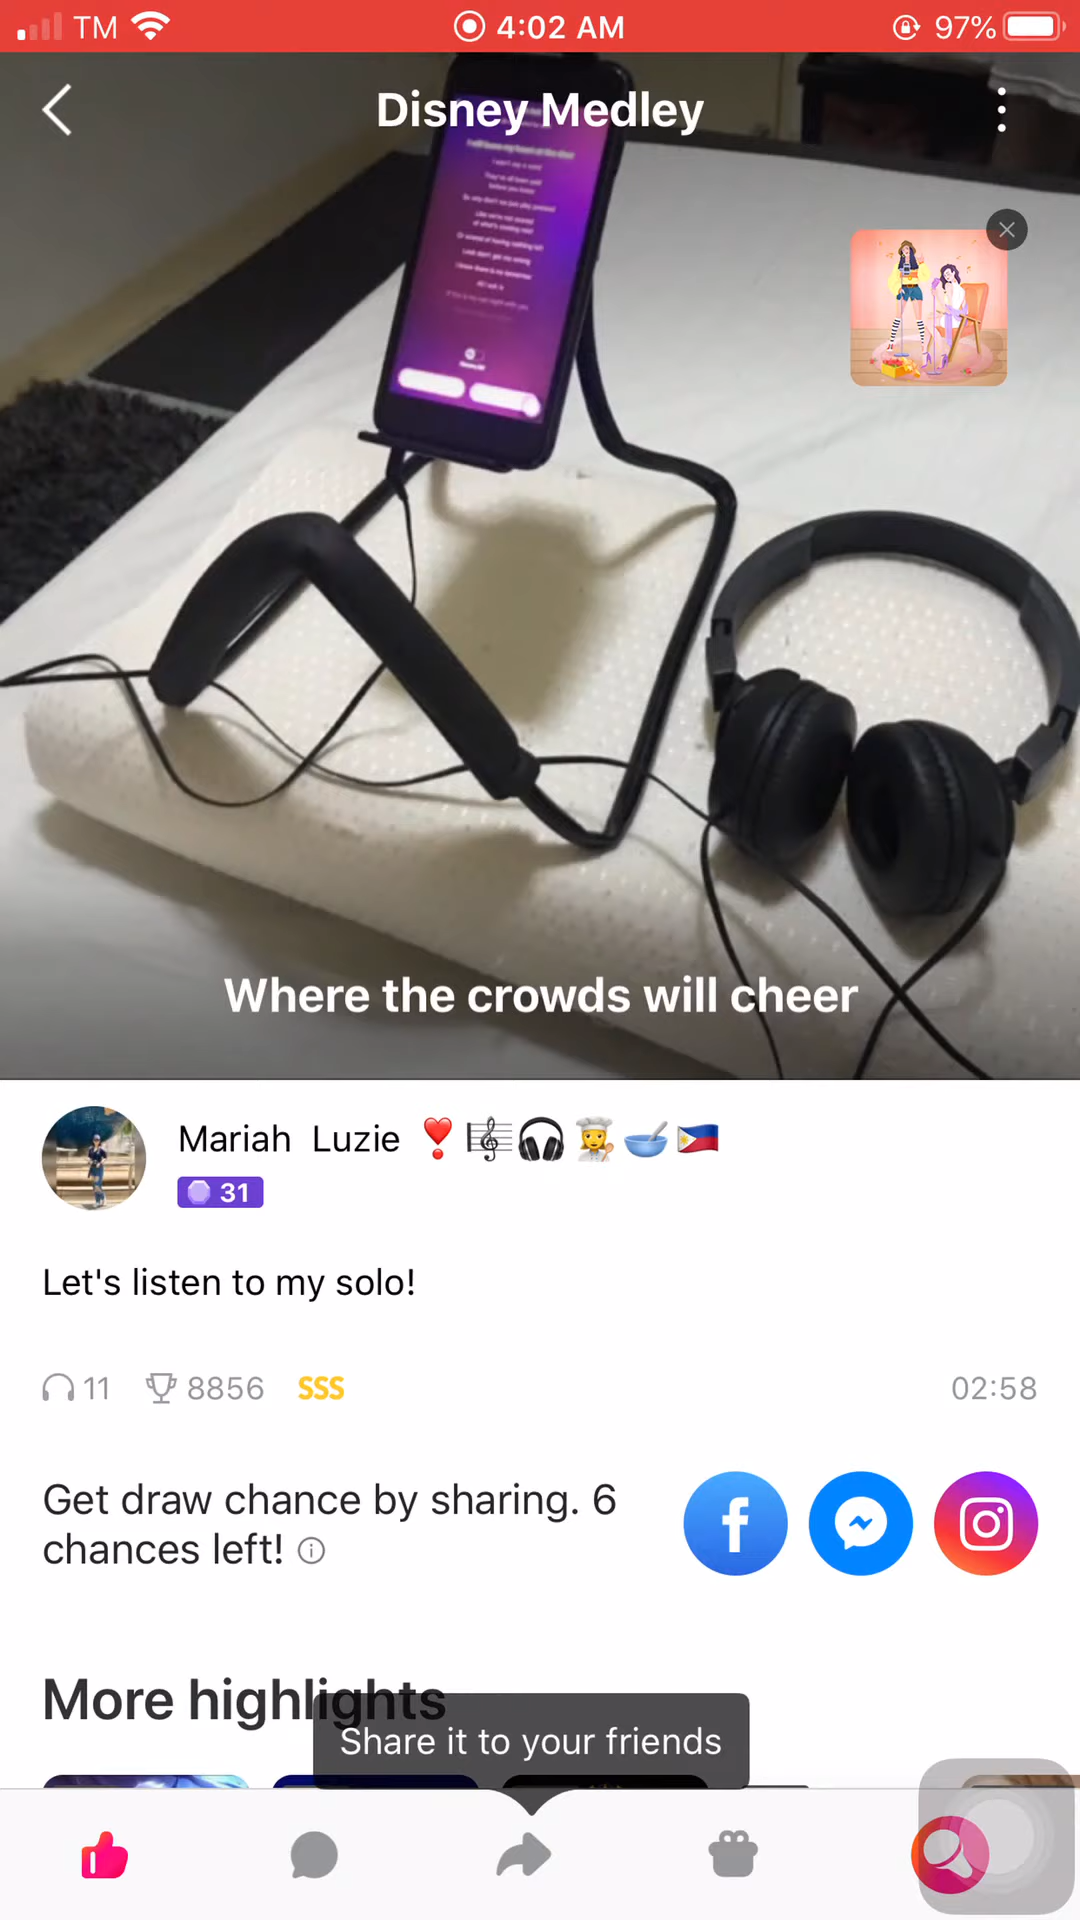 TM 4:02 AM 97%
Disney Medley
Where the crowds will cheer
Mariah Luzie
31
Let's listen to my solo!
11 8856 SSS 02:58
Get draw chance by sharing. 6
chances left!
More highlights
Share it to your friends